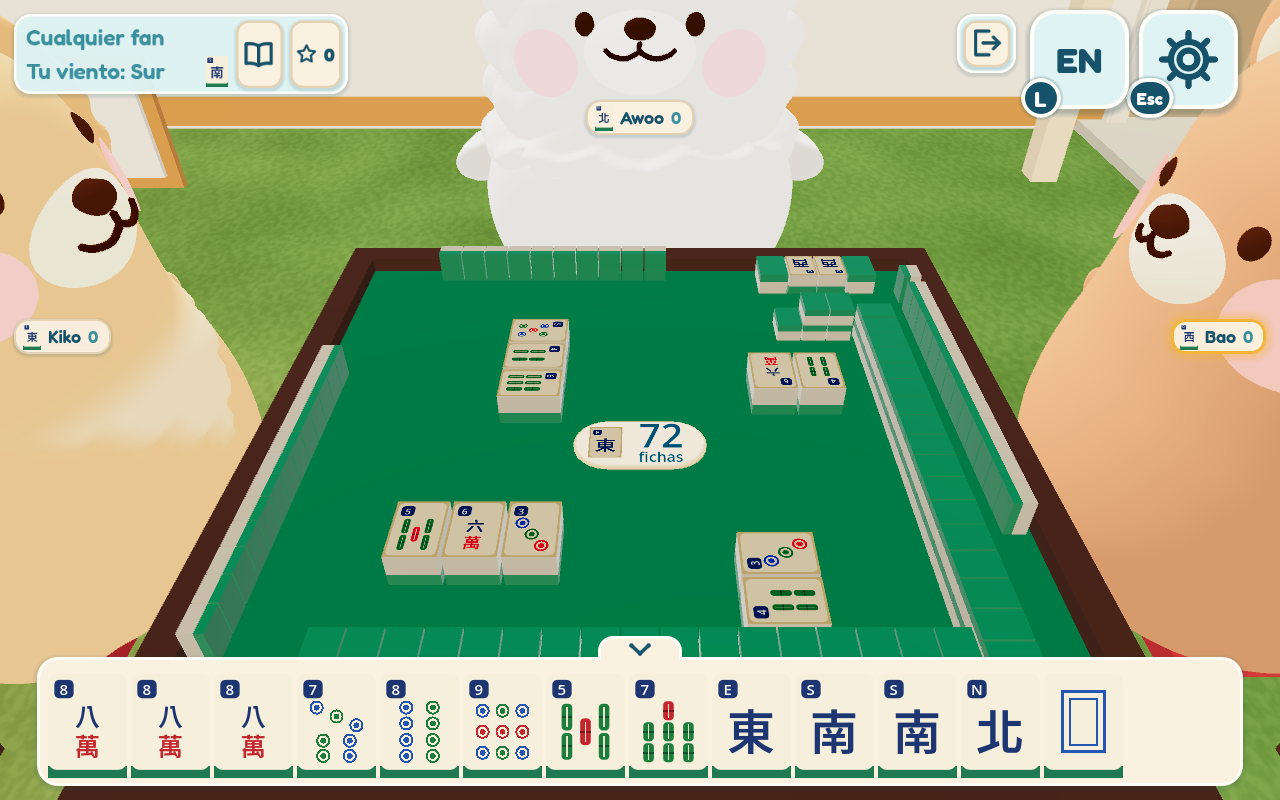 Cualquier fan
Tu viento: Sur
南
0
EN
L
Esc
北 Awoo 0
東 Kiko 0
西 Bao 0
東 72
fichas
6
4
5
6 六 萬
3
3
4
8 八 萬
8 八 萬
8 八 萬
7
8
9
5
7
E 東
S 南
S 南
N 北